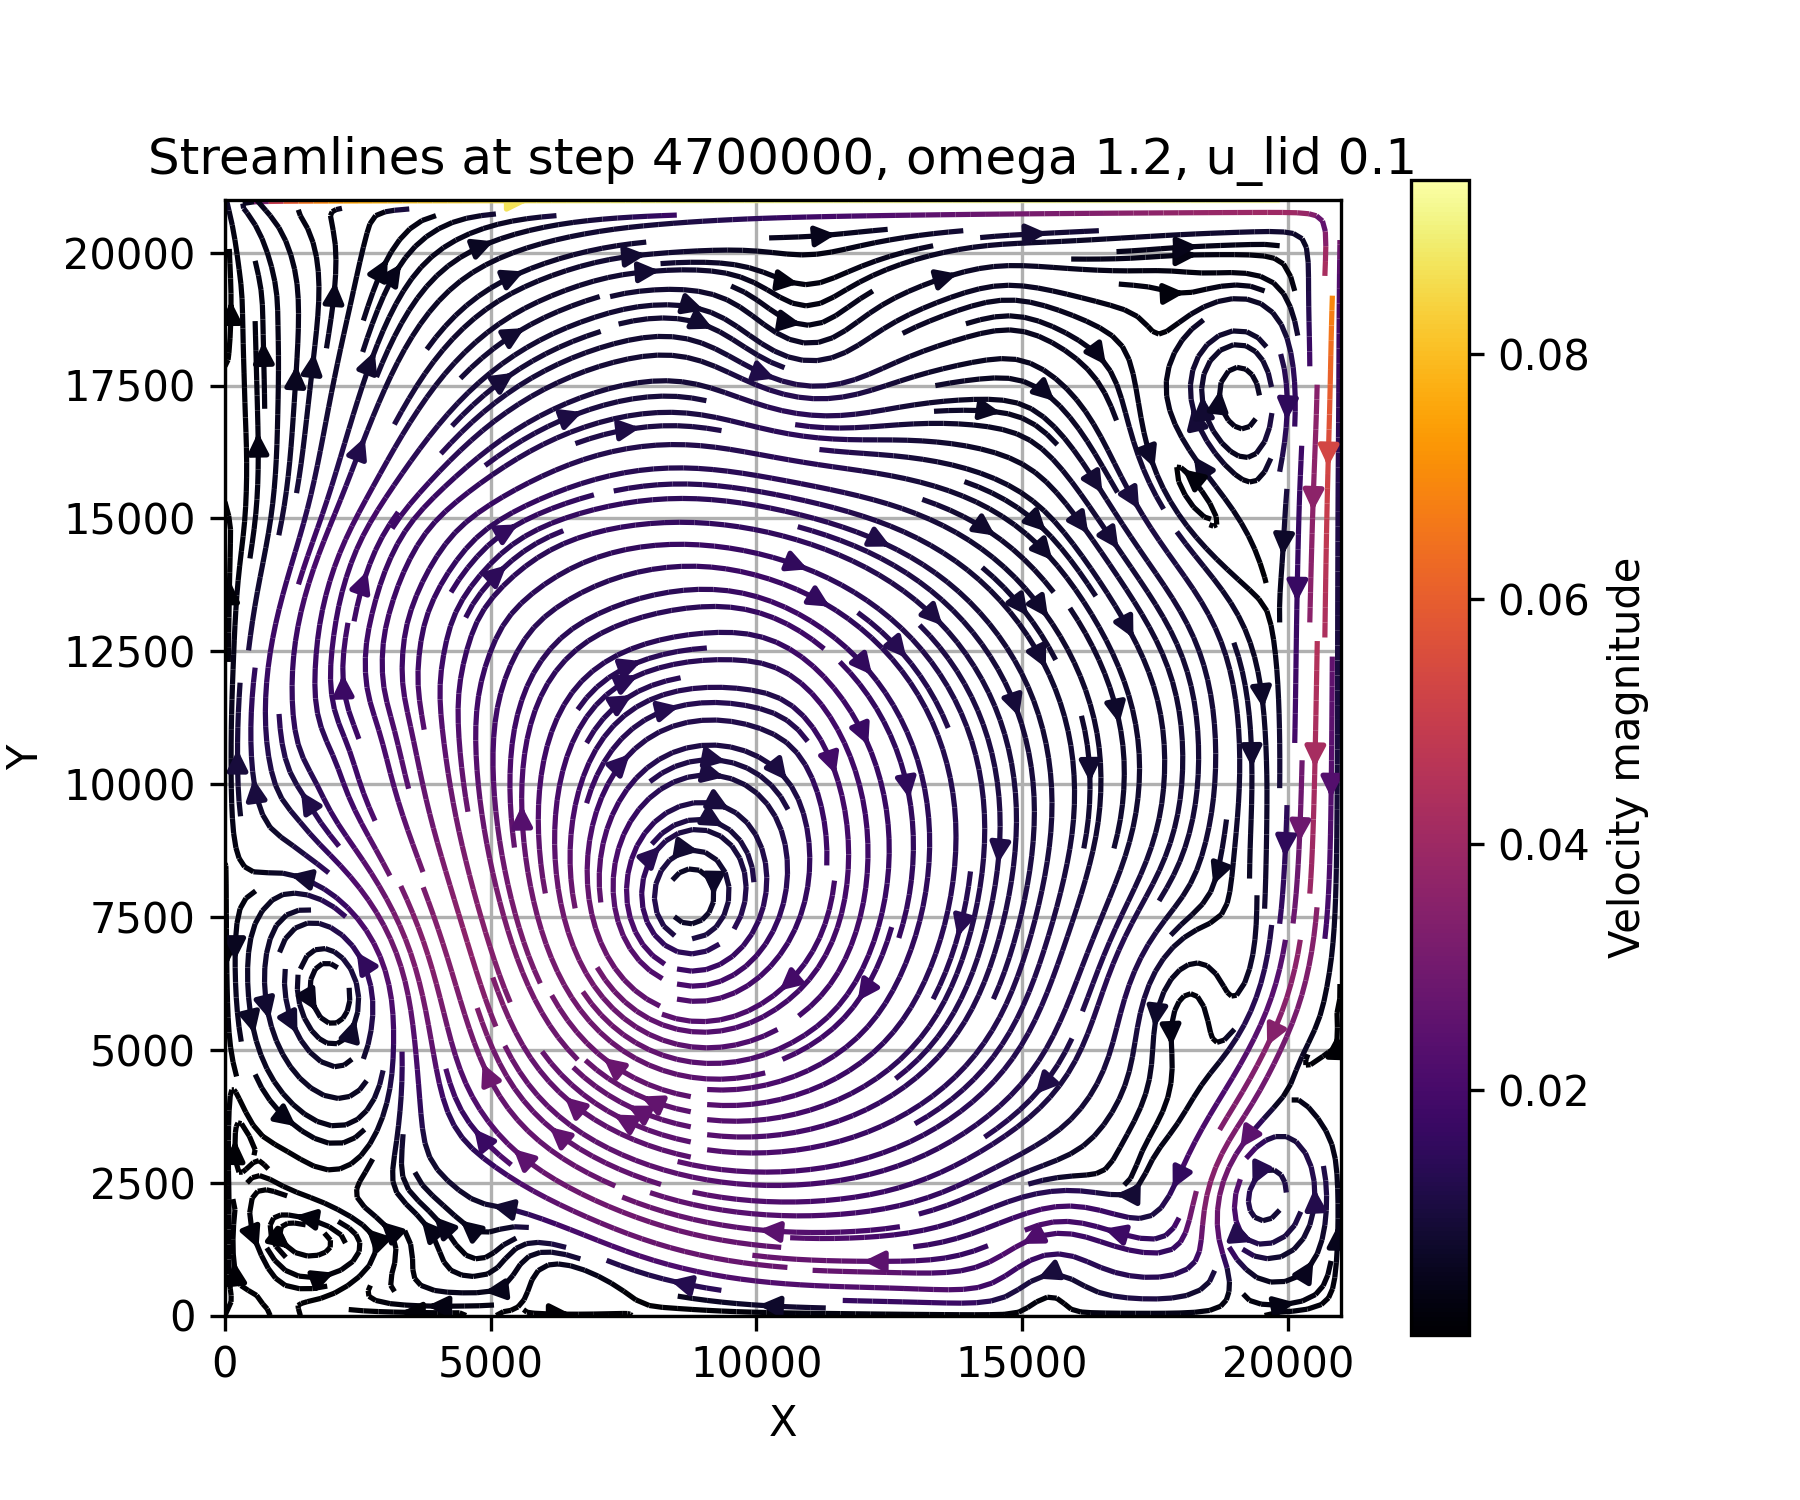 Streamlines at step 4700000, omega 1.2, u_lid 0.1
20000
17500
15000
12500
10000
7500
5000
2500
0
Y
0 5000 10000 15000 20000
X
0.08
0.06
0.04
0.02
Velocity magnitude